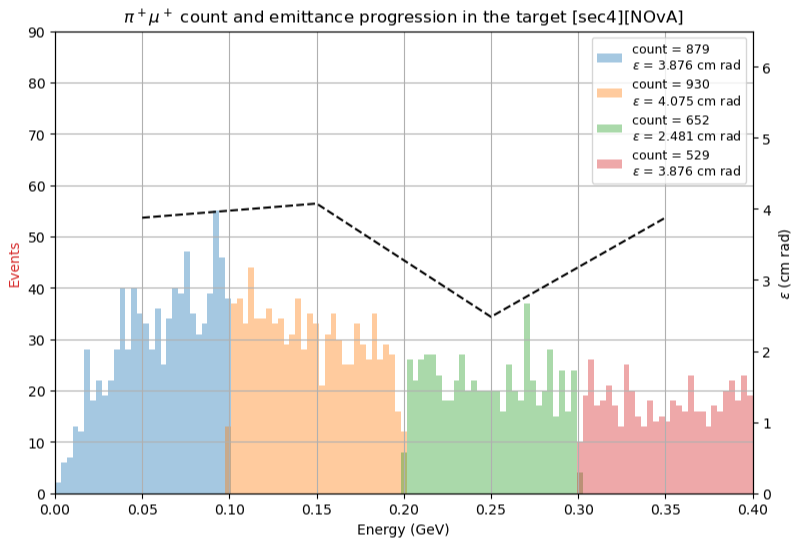 π⁺μ⁺ count and emittance progression in the target [sec4][NOvA]
90
80
70
60
50
40
30
20
10
0
Events
count = 879
ε = 3.876 cm rad
count = 930
ε = 4.075 cm rad
count = 652
ε = 2.481 cm rad
count = 529
ε = 3.876 cm rad
6
5
4
3
2
1
0
ε (cm rad)
0.00 0.05 0.10 0.15 0.20 0.25 0.30 0.35 0.40
Energy (GeV)